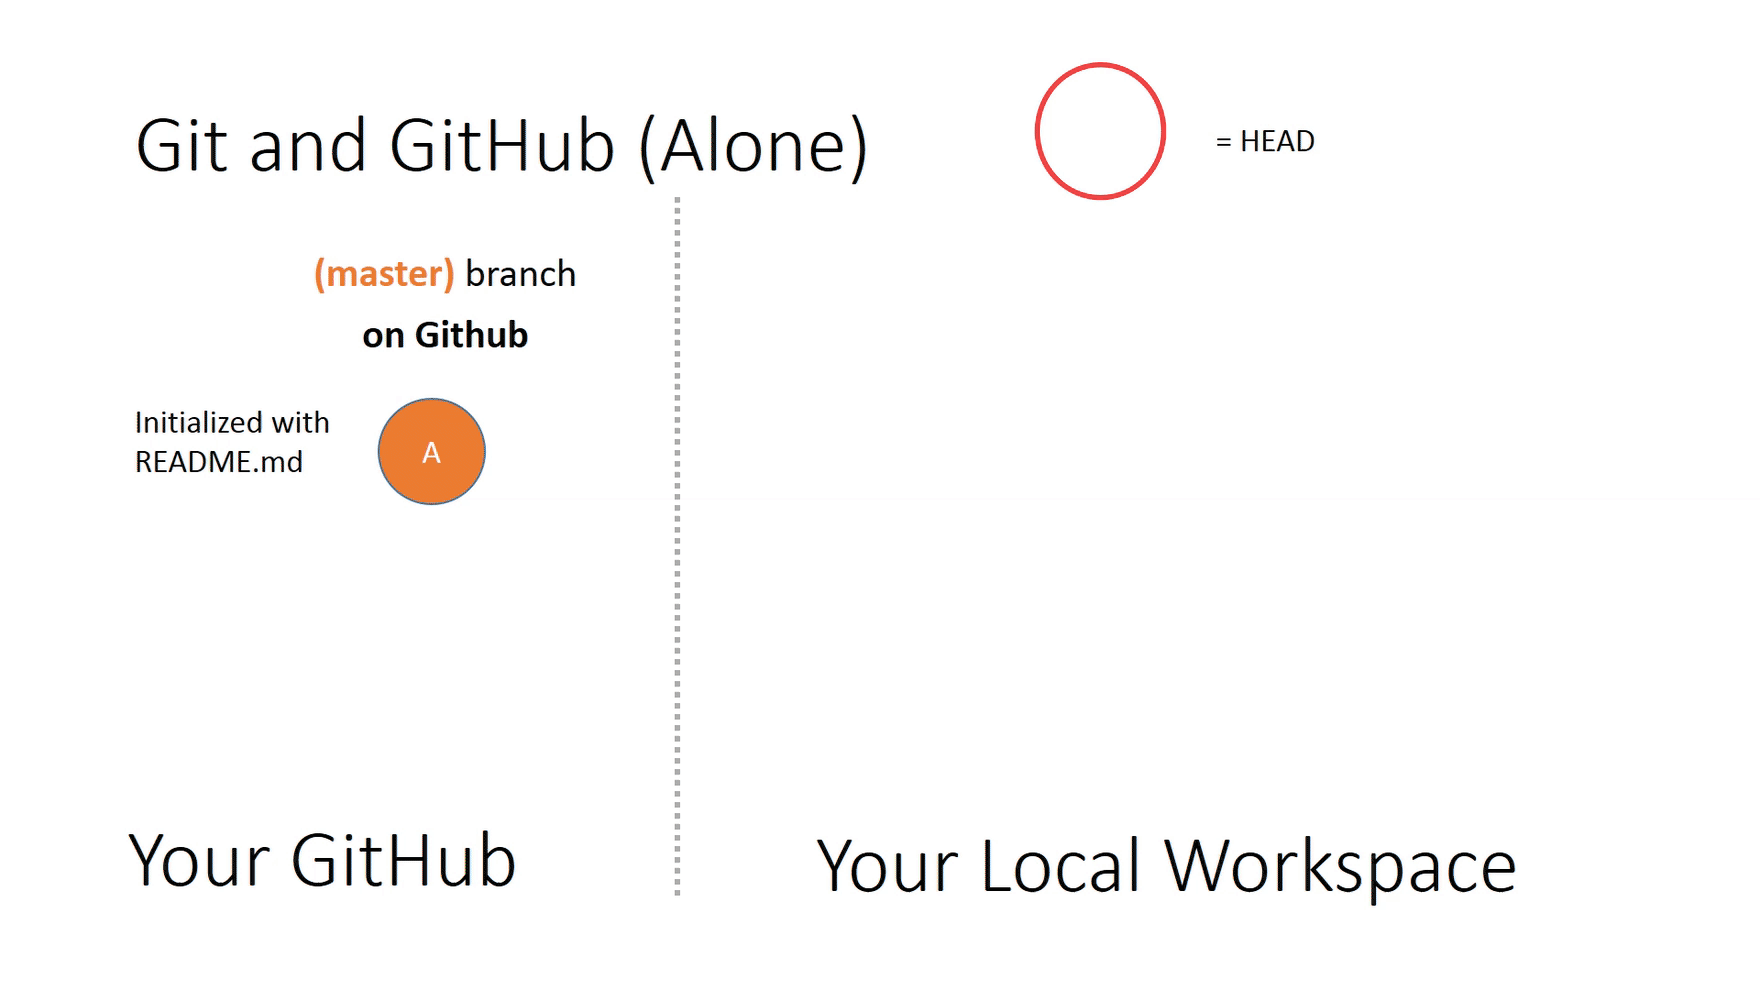 Git and GitHub (Alone)
= HEAD
(master) branch
on Github
Initialized with
README.md
A
Your GitHub
Your Local Workspace